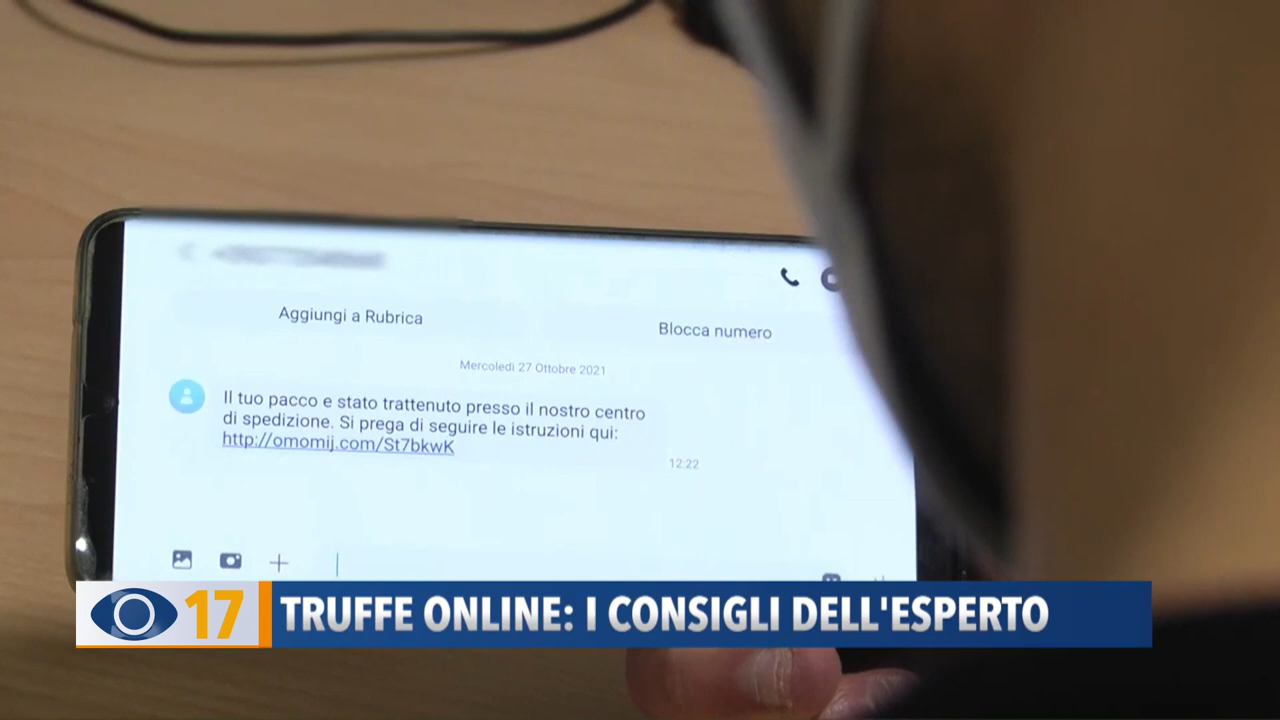 Aggiungi a Rubrica
Blocca numero
Mercoledì 27 Ottobre 2021
Il tuo pacco e stato trattenuto presso il nostro centro
di spedizione. Si prega di seguire le istruzioni qui:
http://omomij.com/St7bkwK
12:22
17 TRUFFE ONLINE: I CONSIGLI DELL'ESPERTO